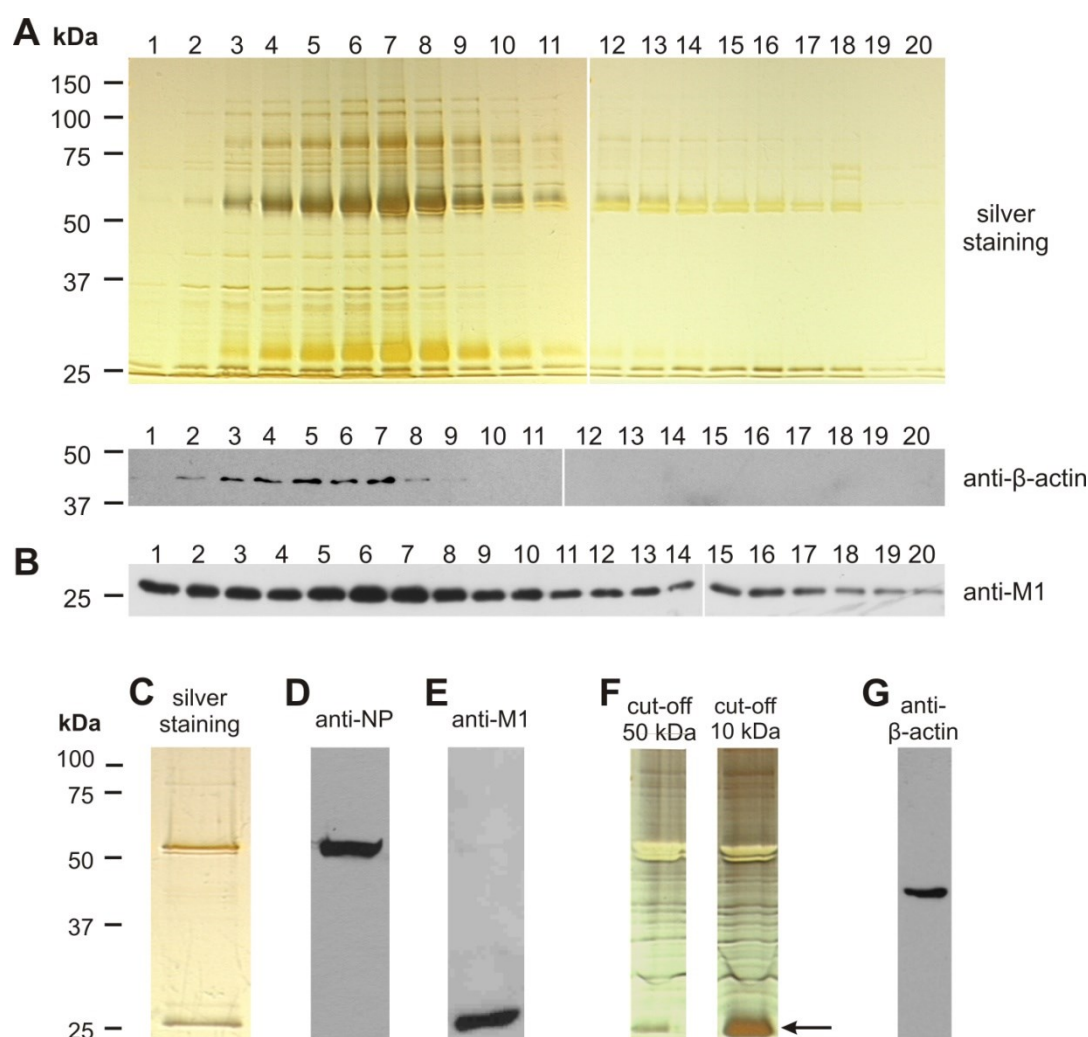 A kDa
1 2 3 4 5 6 7 8 9 10 11 12 13 14 15 16 17 18 19 20
150
100
75
50
37
25
silver
staining
1 2 3 4 5 6 7 8 9 10 11 12 13 14 15 16 17 18 19 20
50
37
anti-β-actin
B
1 2 3 4 5 6 7 8 9 10 11 12 13 14 15 16 17 18 19 20
25
anti-M1
kDa
100
75
50
37
25
C silver
staining
D anti-NP
E anti-M1
F cut-off
50 kDa
cut-off
10 kDa
G anti-
β-actin